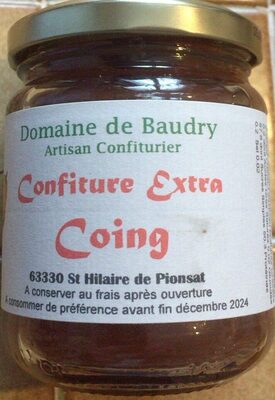 Domaine de Baudry
Artisan Confiturier
Confiture Extra
Coing
63330 St Hilaire de Pionsat
A conserver au frais après ouverture
A consommer de préférence avant fin décembre 2024